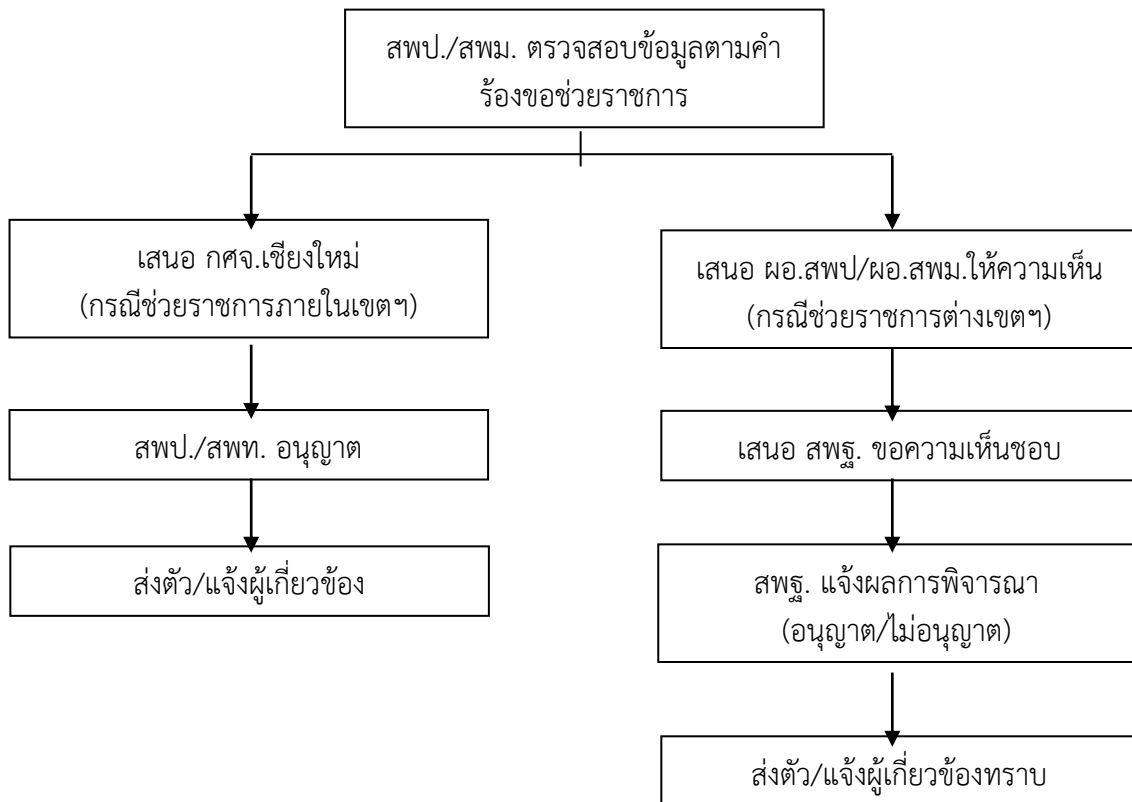 สพป./สพม. ตรวจสอบข้อมูลตามคำ
ร้องขอช่วยราชการ
เสนอ กศจ.เชียงใหม่
(กรณีช่วยราชการภายในเขตฯ)
สพป./สพท. อนุญาต
ส่งตัว/แจ้งผู้เกี่ยวข้อง
เสนอ ผอ.สพป/ผอ.สพม.ให้ความเห็น
(กรณีช่วยราชการต่างเขตฯ)
เสนอ สพฐ. ขอความเห็นชอบ
สพฐ. แจ้งผลการพิจารณา
(อนุญาต/ไม่อนุญาต)
ส่งตัว/แจ้งผู้เกี่ยวข้องทราบ